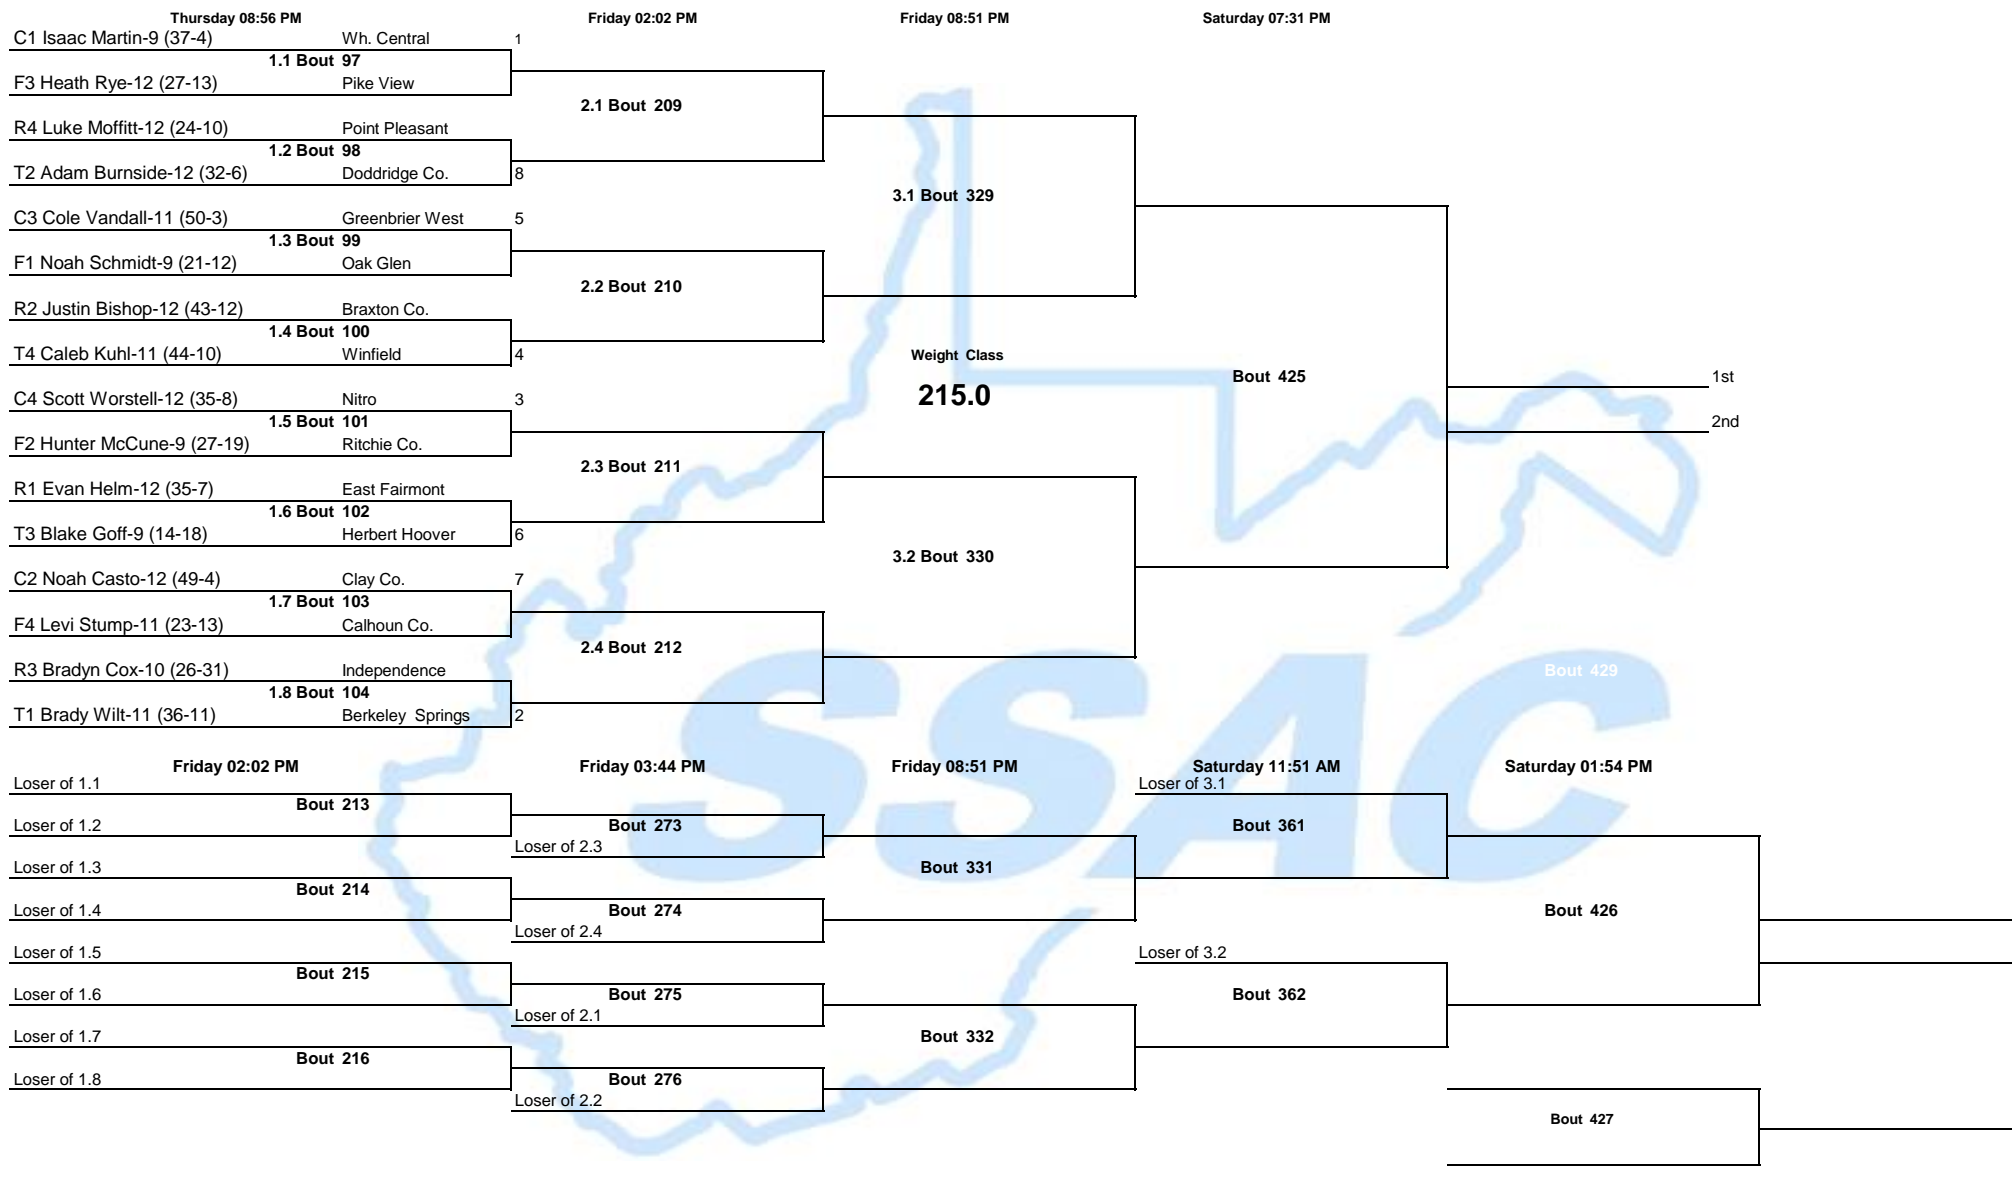 Thursday 08:56 PM Friday 02:02 PM Friday 08:51 PM Saturday 07:31 PM
C1 Isaac Martin-9 (37-4) Wh. Central 1
1.1 Bout 97
F3 Heath Rye-12 (27-13) Pike View
2.1 Bout 209
R4 Luke Moffitt-12 (24-10) Point Pleasant
1.2 Bout 98
T2 Adam Burnside-12 (32-6) Doddridge Co. 8
3.1 Bout 329
C3 Cole Vandall-11 (50-3) Greenbrier West 5
1.3 Bout 99
F1 Noah Schmidt-9 (21-12) Oak Glen
2.2 Bout 210
R2 Justin Bishop-12 (43-12) Braxton Co.
1.4 Bout 100
T4 Caleb Kuhl-11 (44-10) Winfield 4
Weight Class
Bout 425
1st
215.0
C4 Scott Worstell-12 (35-8) Nitro 3
1.5 Bout 101
2nd
F2 Hunter McCune-9 (27-19) Ritchie Co.
2.3 Bout 211
R1 Evan Helm-12 (35-7) East Fairmont
1.6 Bout 102
T3 Blake Goff-9 (14-18) Herbert Hoover 6
3.2 Bout 330
C2 Noah Casto-12 (49-4) Clay Co. 7
1.7 Bout 103
F4 Levi Stump-11 (23-13) Calhoun Co.
2.4 Bout 212
R3 Bradyn Cox-10 (26-31) Independence
Bout 429
1.8 Bout 104
T1 Brady Wilt-11 (36-11) Berkeley Springs 2
SSAC
Friday 02:02 PM Friday 03:44 PM Friday 08:51 PM Saturday 11:51 AM Saturday 01:54 PM
Loser of 1.1 Loser of 3.1
Bout 213
Loser of 1.2 Bout 273 Bout 361
Loser of 2.3
Loser of 1.3 Bout 331
Bout 214
Loser of 1.4 Bout 274 Bout 426
Loser of 2.4
Loser of 1.5 Loser of 3.2
Bout 215
Loser of 1.6 Bout 275 Bout 362
Loser of 2.1
Loser of 1.7 Bout 332
Bout 216
Loser of 1.8 Bout 276
Loser of 2.2
Bout 427